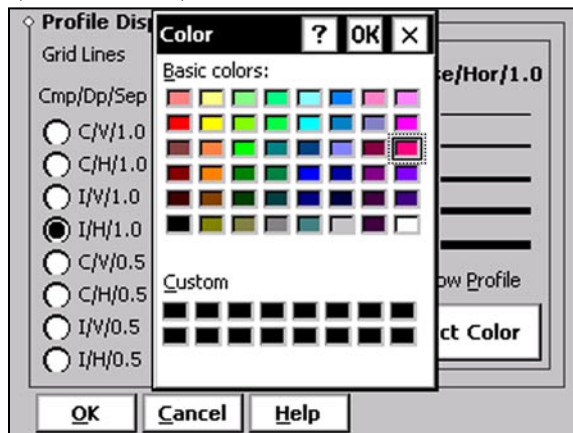 Profile Dis
Grid Lines
Cmp/Dp/Sep
C/V/1.0
C/H/1.0
I/V/1.0
I/H/1.0
C/V/0.5
C/H/0.5
I/V/0.5
I/H/0.5
Color ? OK ×
Basic colors:
Custom
se/Hor/1.0
ow Profile
ct Color
OK Cancel Help